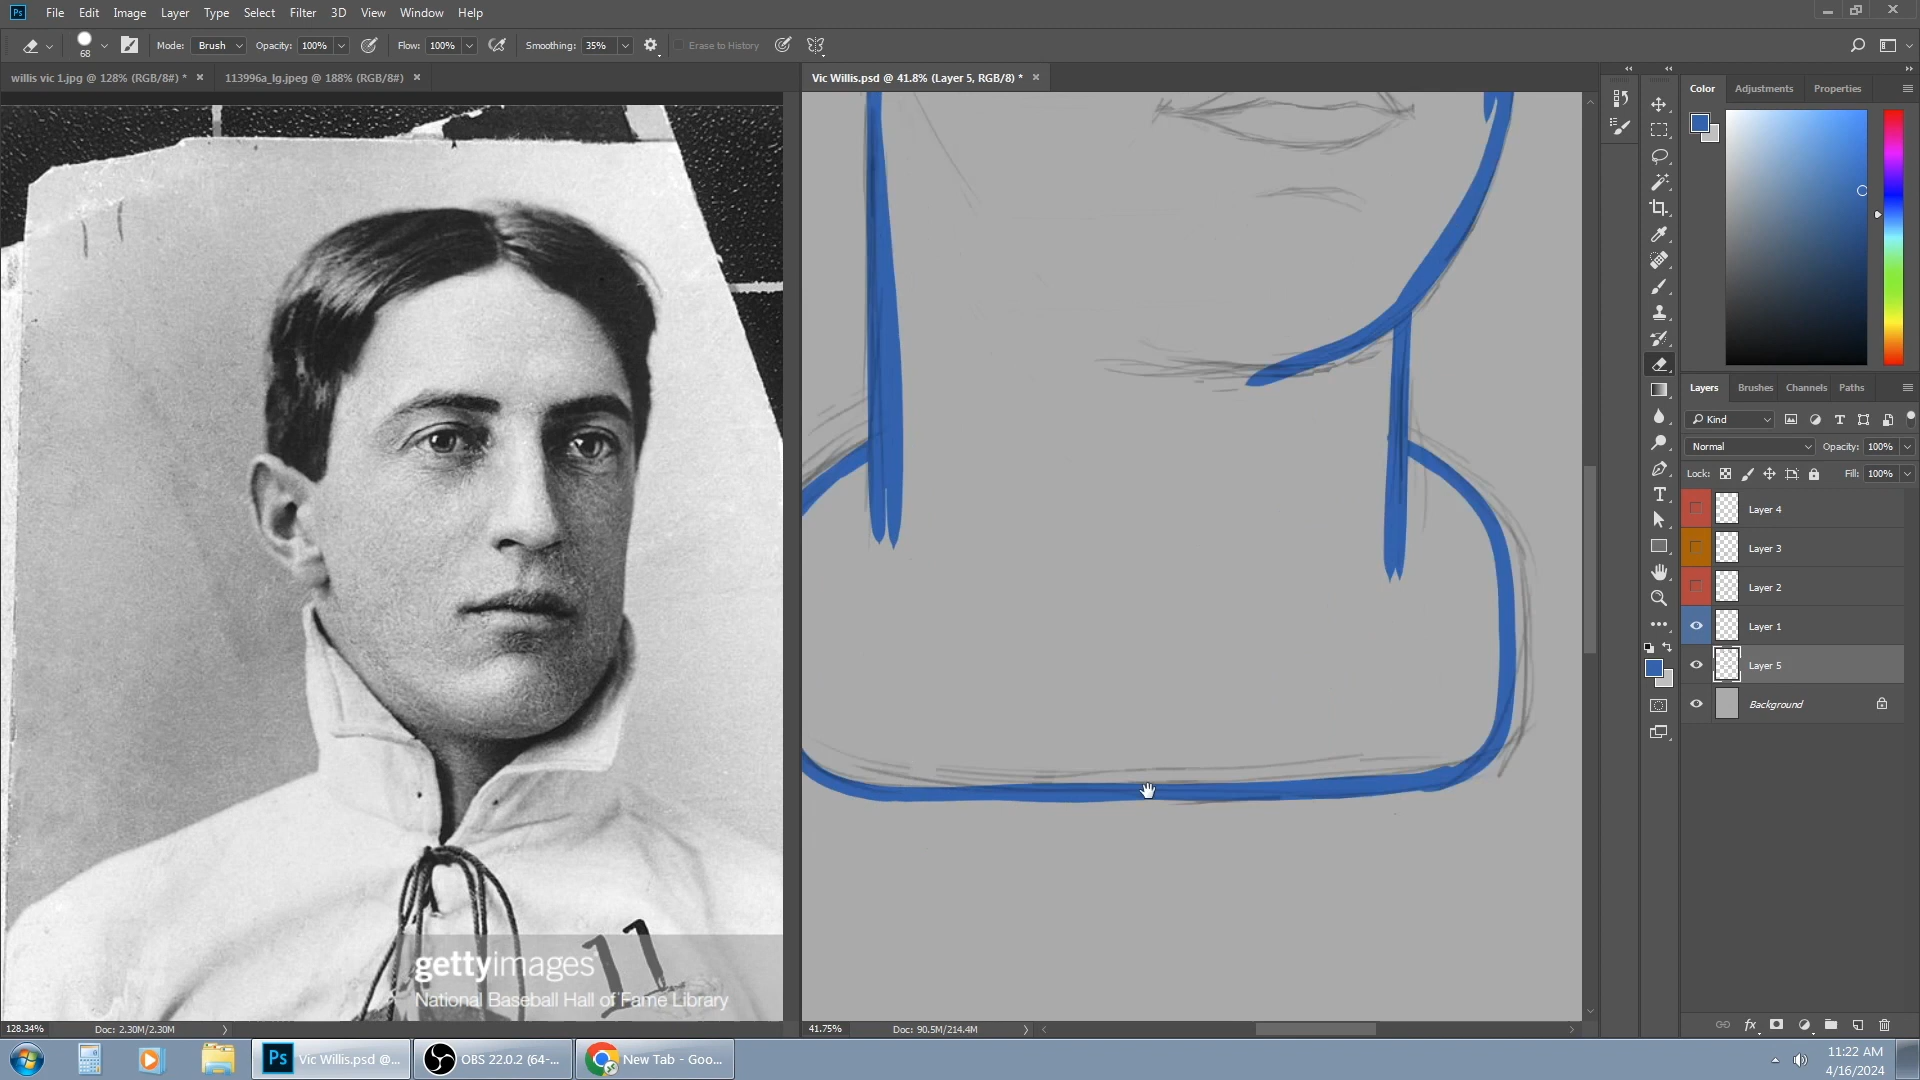 Ps File Edit Image Layer Type Select Filter 3D View Window Help
68 Mode: Brush Opacity: 100% Flow: 100% Smoothing: 35% Erase to History
willis vic 1.jpg @ 128% (RGB/8#) * × 113996a_lg.jpeg @ 188% (RGB/8#) × Vic Willis.psd @ 41.8% (Layer 5, RGB/8) * ×
Color Adjustments Properties
Layers Brushes Channels Paths
Kind
Normal Opacity: 100%
Lock: Fill: 100%
Layer 4
Layer 3
Layer 2
Layer 1
Layer 5
Background
11
gettyimages
National Baseball Hall of Fame Library
128.34% Doc: 2.30M/2.30M 41.75% Doc: 90.5M/214.4M
Ps Vic Willis.psd @... OBS 22.0.2 (64-... New Tab - Goo...
11:22 AM
4/16/2024